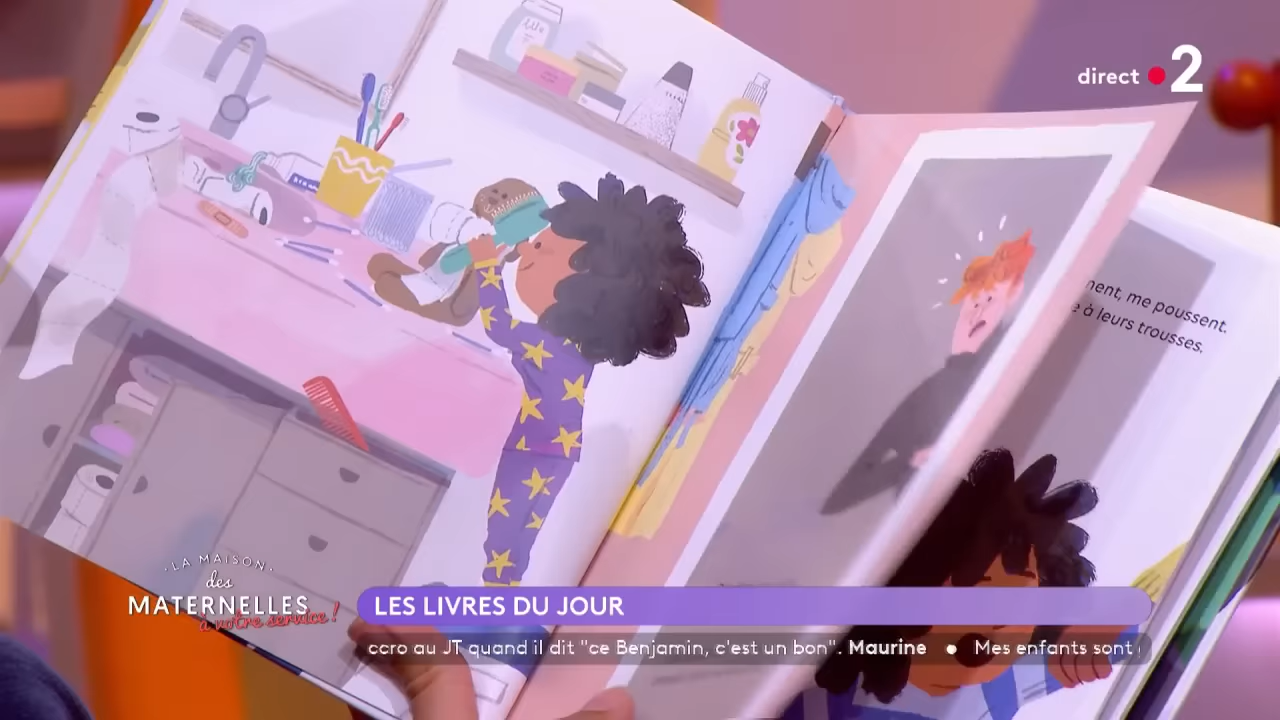 direct 2
ment, me poussent.
e à leurs trousses.
·LA MAISON·
des
MATERNELLES
à votre service !
LES LIVRES DU JOUR
ccro au JT quand il dit "ce Benjamin, c'est un bon". Maurine • Mes enfants sont